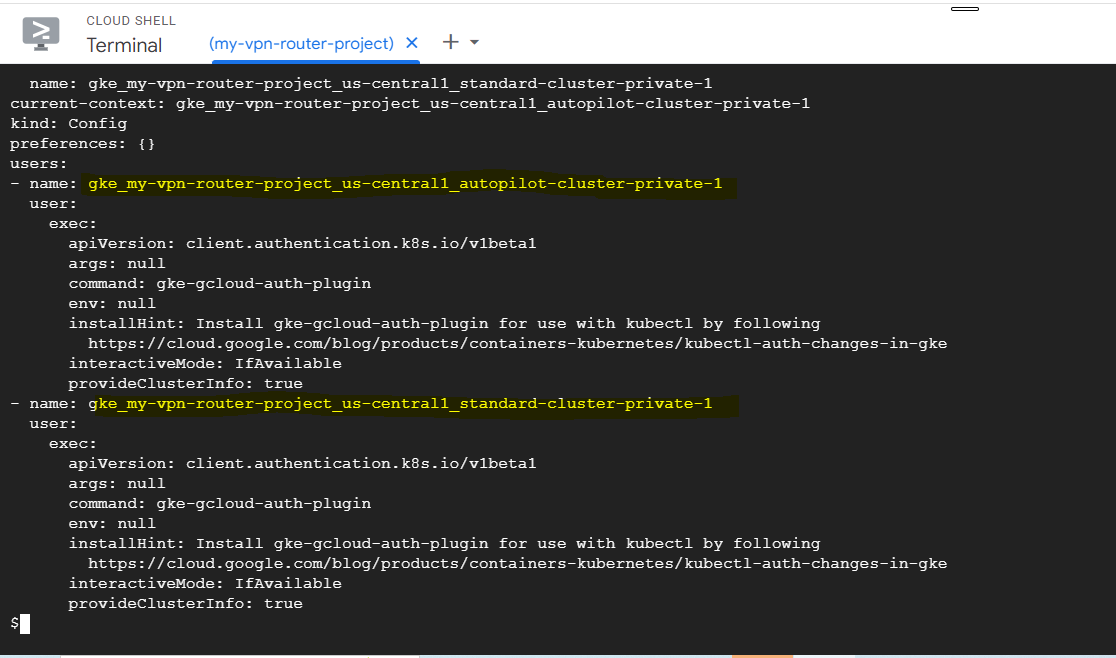 CLOUD SHELL
Terminal
(my-vpn-router-project)
  name: gke_my-vpn-router-project_us-central1_standard-cluster-private-1
current-context: gke_my-vpn-router-project_us-central1_autopilot-cluster-private-1
kind: Config
preferences: {}
users:
- name: gke_my-vpn-router-project_us-central1_autopilot-cluster-private-1
  user:
    exec:
      apiVersion: client.authentication.k8s.io/v1beta1
      args: null
      command: gke-gcloud-auth-plugin
      env: null
      installHint: Install gke-gcloud-auth-plugin for use with kubectl by following
        https://cloud.google.com/blog/products/containers-kubernetes/kubectl-auth-changes-in-gke
      interactiveMode: IfAvailable
      provideClusterInfo: true
- name: gke_my-vpn-router-project_us-central1_standard-cluster-private-1
  user:
    exec:
      apiVersion: client.authentication.k8s.io/v1beta1
      args: null
      command: gke-gcloud-auth-plugin
      env: null
      installHint: Install gke-gcloud-auth-plugin for use with kubectl by following
        https://cloud.google.com/blog/products/containers-kubernetes/kubectl-auth-changes-in-gke
      interactiveMode: IfAvailable
      provideClusterInfo: true
$